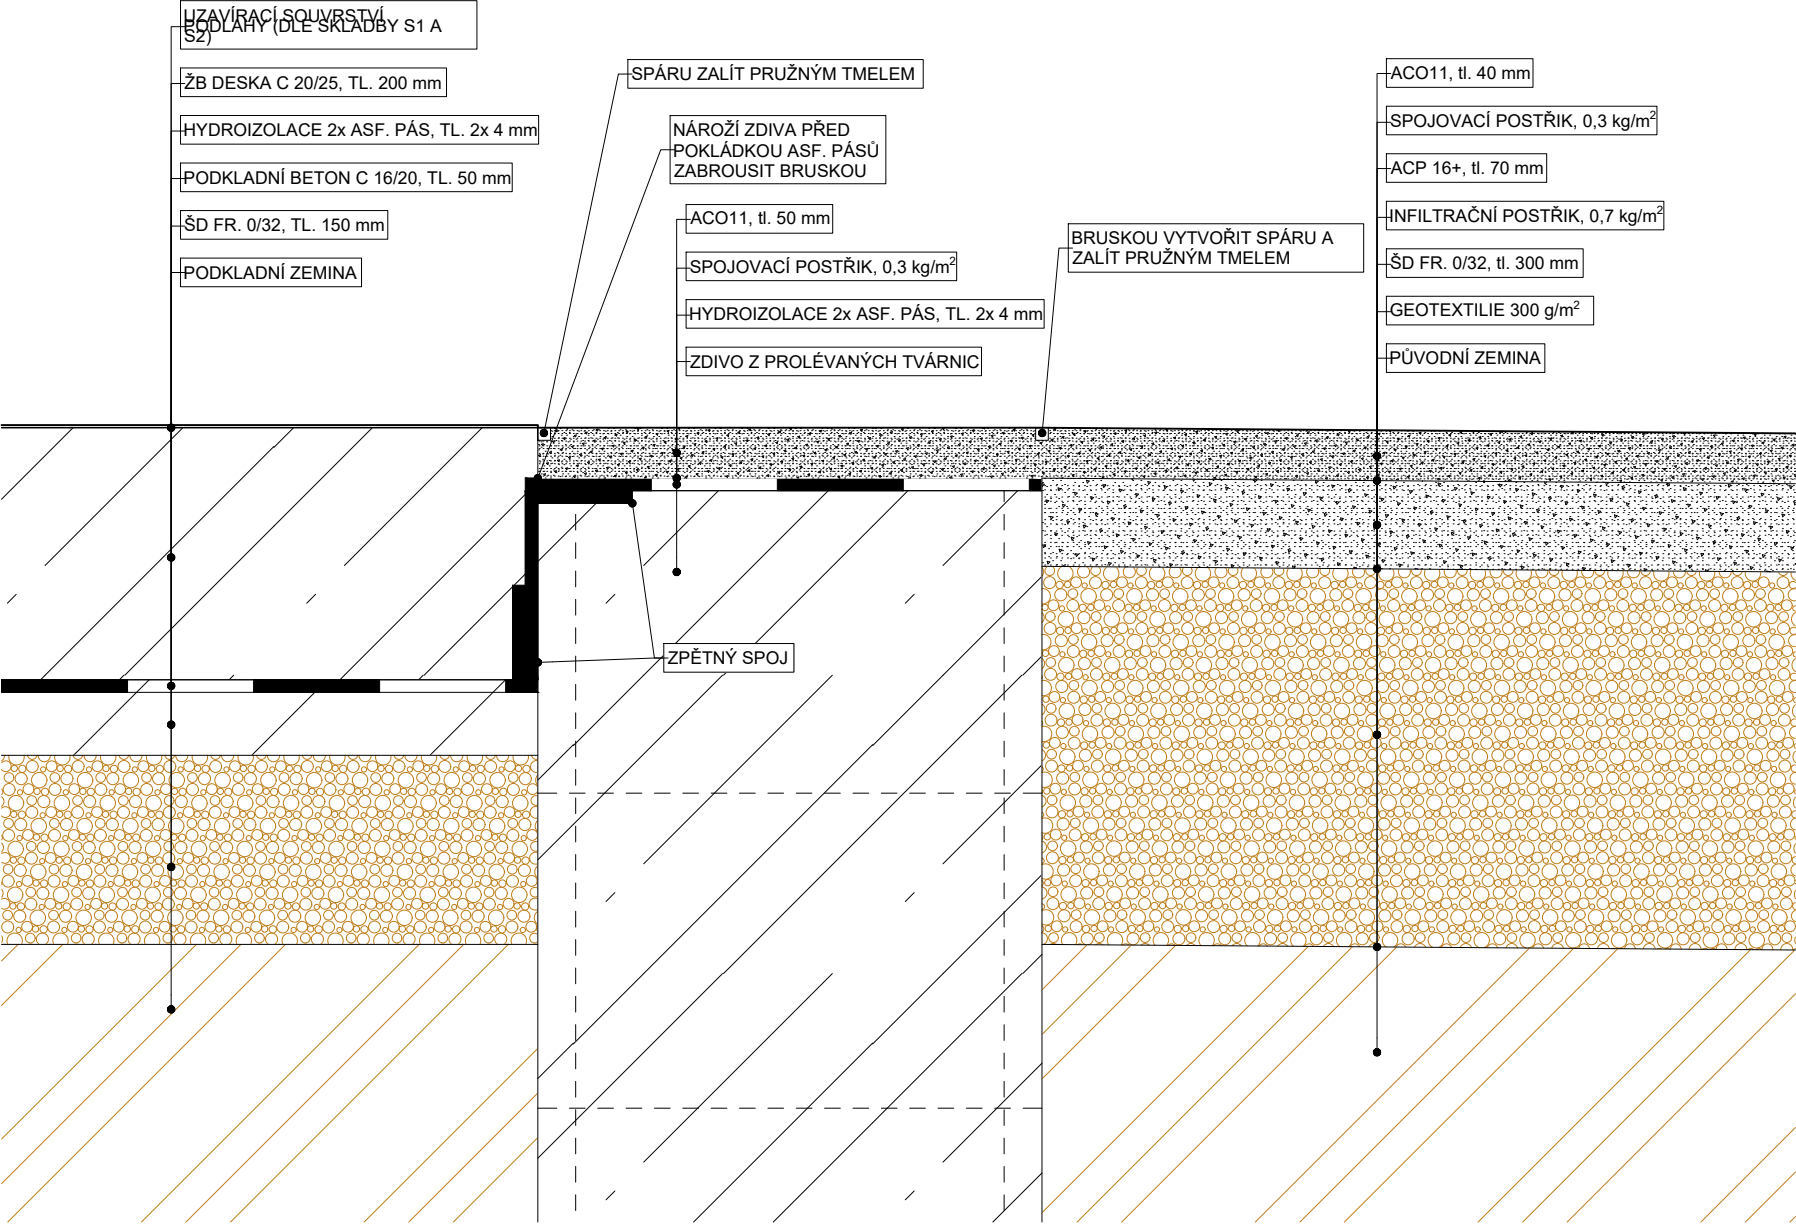 UZAVÍRACÍ SOUVRSTVÍ
PODLAHY (DLE SKLADBY S1 A
S2)
ŽB DESKA C 20/25, TL. 200 mm
HYDROIZOLACE 2x ASF. PÁS, TL. 2x 4 mm
PODKLADNÍ BETON C 16/20, TL. 50 mm
ŠD FR. 0/32, TL. 150 mm
PODKLADNÍ ZEMINA
SPÁRU ZALÍT PRUŽNÝM TMELEM
NÁROŽÍ ZDIVA PŘED
POKLÁDKOU ASF. PÁSŮ
ZABROUSIT BRUSKOU
ACO11, tl. 50 mm
SPOJOVACÍ POSTŘIK, 0,3 kg/m²
HYDROIZOLACE 2x ASF. PÁS, TL. 2x 4 mm
ZDIVO Z PROLÉVANÝCH TVÁRNIC
ZPĚTNÝ SPOJ
BRUSKOU VYTVOŘIT SPÁRU A
ZALÍT PRUŽNÝM TMELEM
ACO11, tl. 40 mm
SPOJOVACÍ POSTŘIK, 0,3 kg/m²
ACP 16+, tl. 70 mm
INFILTRAČNÍ POSTŘIK, 0,7 kg/m²
ŠD FR. 0/32, tl. 300 mm
GEOTEXTILIE 300 g/m²
PŮVODNÍ ZEMINA